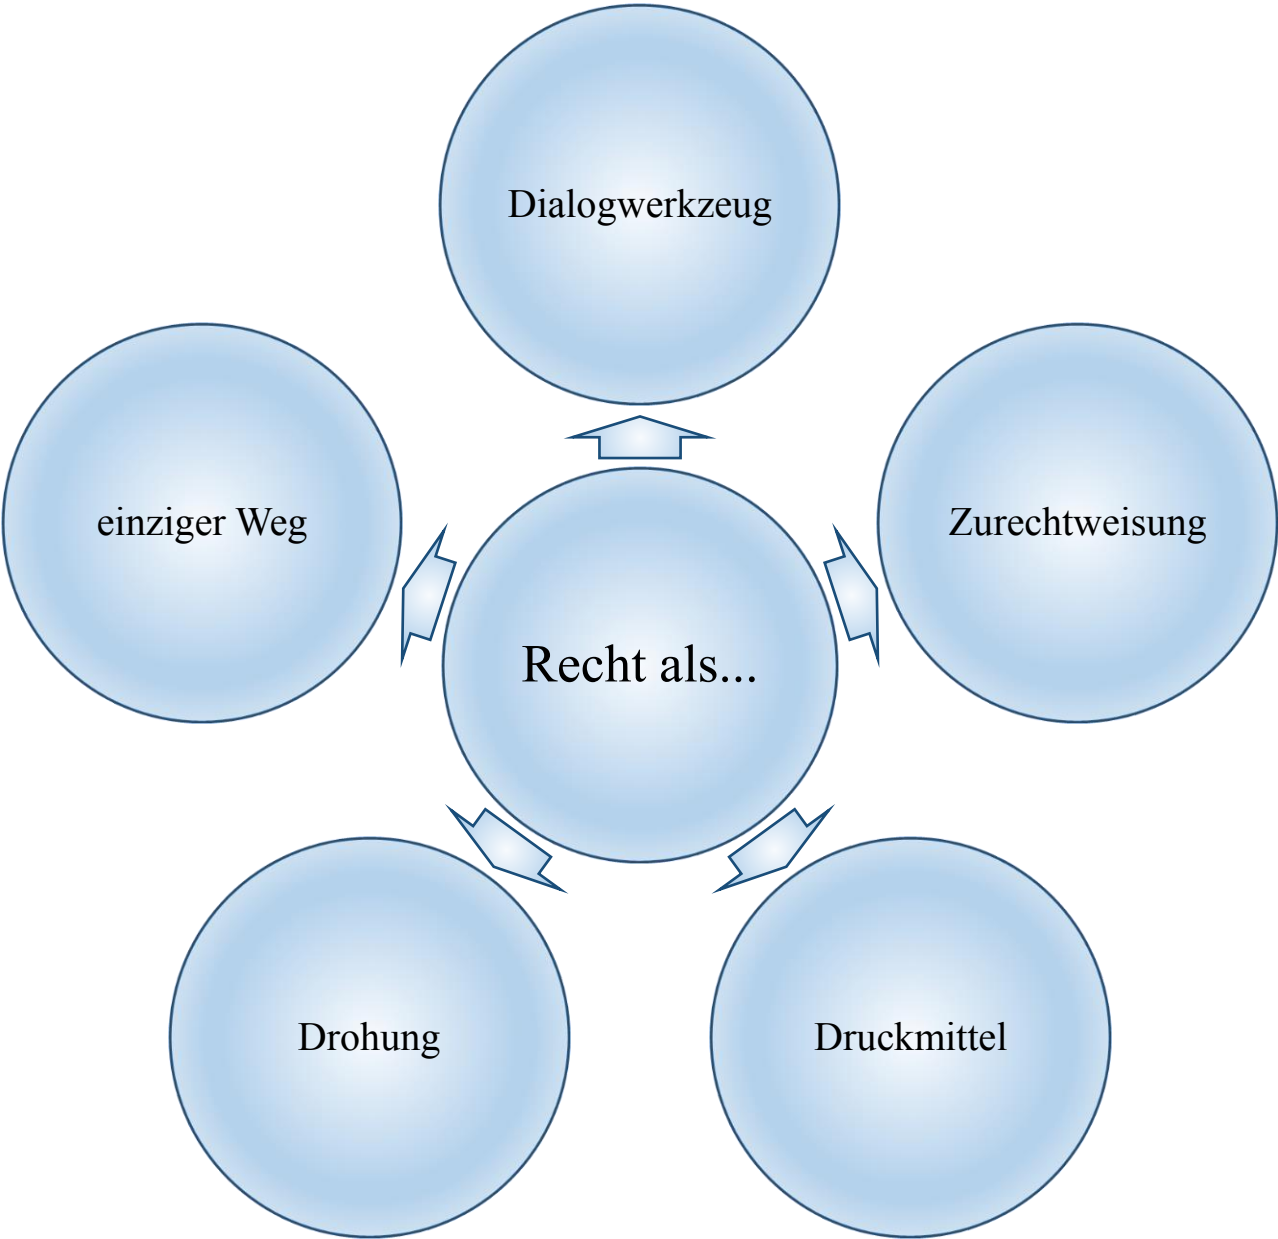 Dialogwerkzeug
einziger Weg
Zurechtweisung
Recht als...
Drohung
Druckmittel